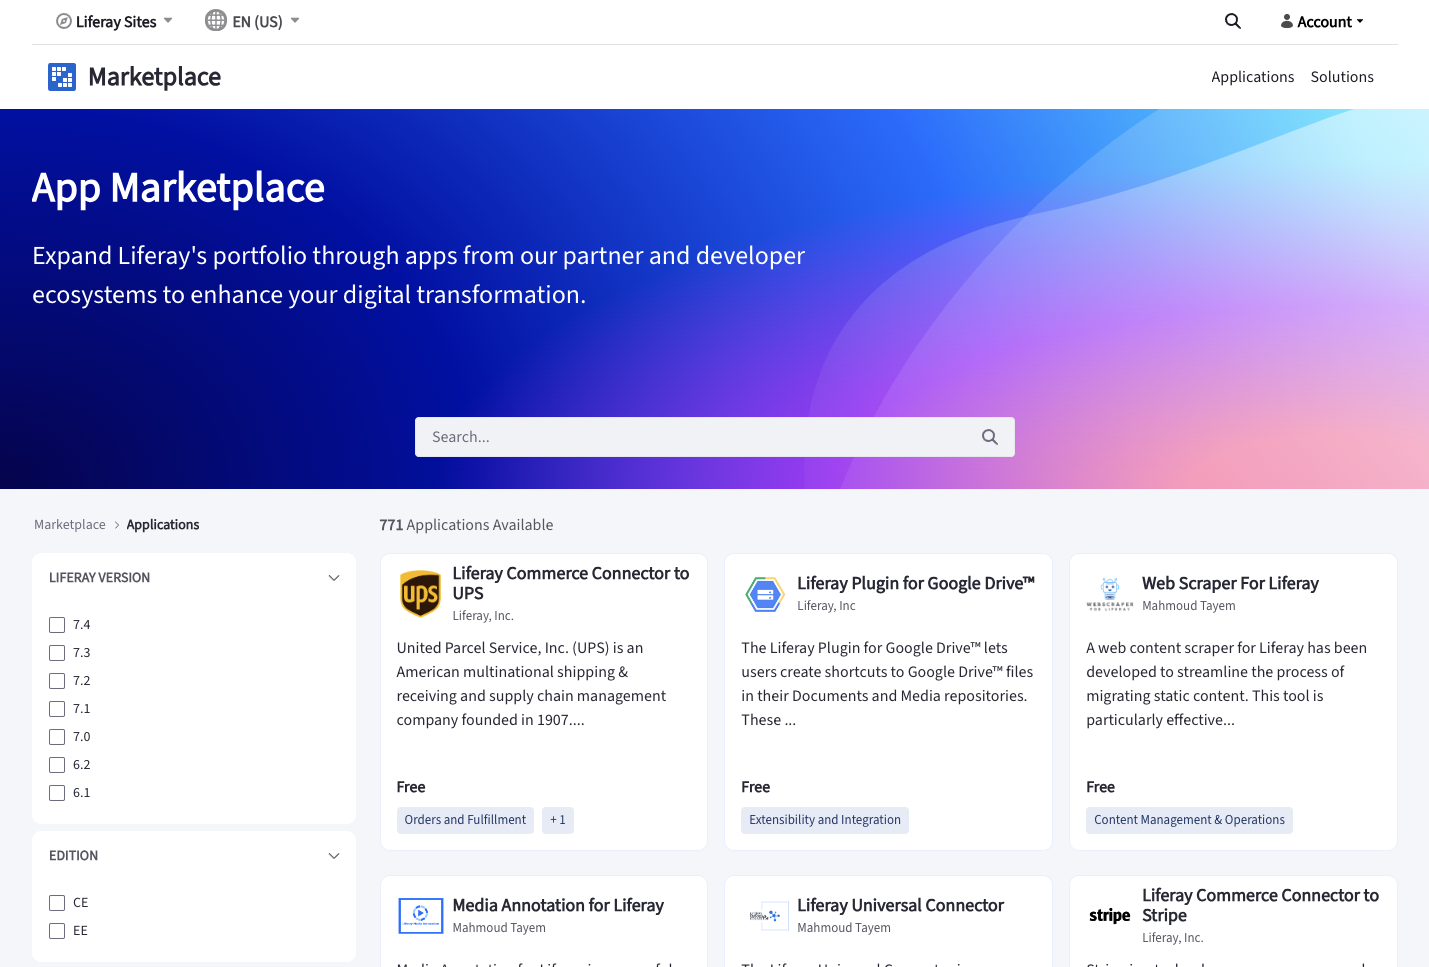 Liferay Sites
EN (US)
Account
Marketplace
Applications
Solutions
App Marketplace
Expand Liferay's portfolio through apps from our partner and developer
ecosystems to enhance your digital transformation.
Search...
Marketplace
Applications
771 Applications Available
LIFERAY VERSION
7.4
7.3
7.2
7.1
7.0
6.2
6.1
EDITION
CE
EE
ups
Liferay Commerce Connector to
UPS
Liferay, Inc.
United Parcel Service, Inc. (UPS) is an
American multinational shipping &
receiving and supply chain management
company founded in 1907....
Free
Orders and Fulfillment
+ 1
Liferay Plugin for Google Drive™
Liferay, Inc
The Liferay Plugin for Google Drive™ lets
users create shortcuts to Google Drive™ files
in their Documents and Media repositories.
These ...
Free
Extensibility and Integration
WEBSCRAPER
FOR LIFERAY
Web Scraper For Liferay
Mahmoud Tayem
A web content scraper for Liferay has been
developed to streamline the process of
migrating static content. This tool is
particularly effective...
Free
Content Management & Operations
Media Annotation for Liferay
Mahmoud Tayem
Liferay Universal Connector
Mahmoud Tayem
stripe
Liferay Commerce Connector to
Stripe
Liferay, Inc.